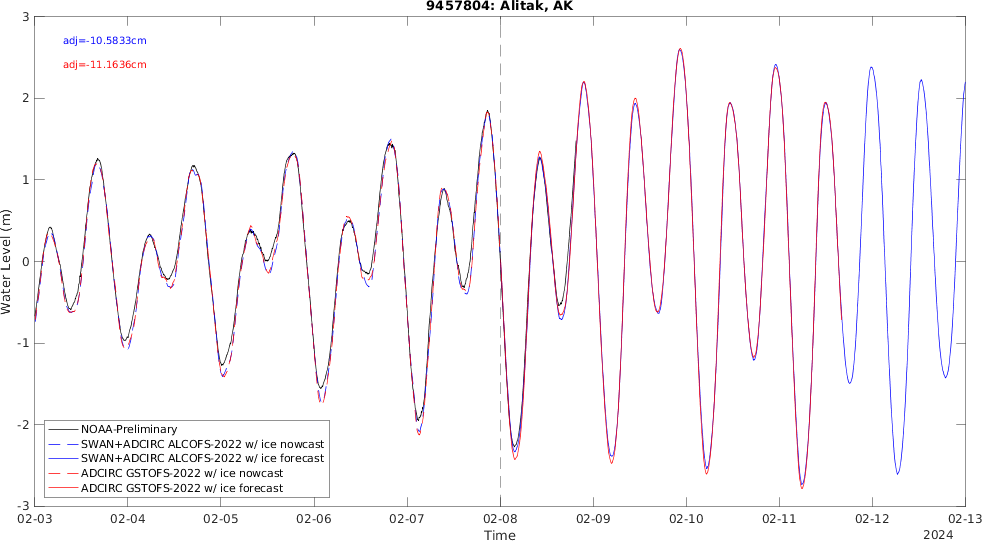 9457804: Alitak, AK
adj=-10.5833cm
adj=-11.1636cm
Water Level (m)
3
2
1
0
-1
-2
-3
NOAA-Preliminary
SWAN+ADCIRC ALCOFS-2022 w/ ice nowcast
SWAN+ADCIRC ALCOFS-2022 w/ ice forecast
ADCIRC GSTOFS-2022 w/ ice nowcast
ADCIRC GSTOFS-2022 w/ ice forecast
02-03 02-04 02-05 02-06 02-07 02-08 02-09 02-10 02-11 02-12 02-13
Time
2024